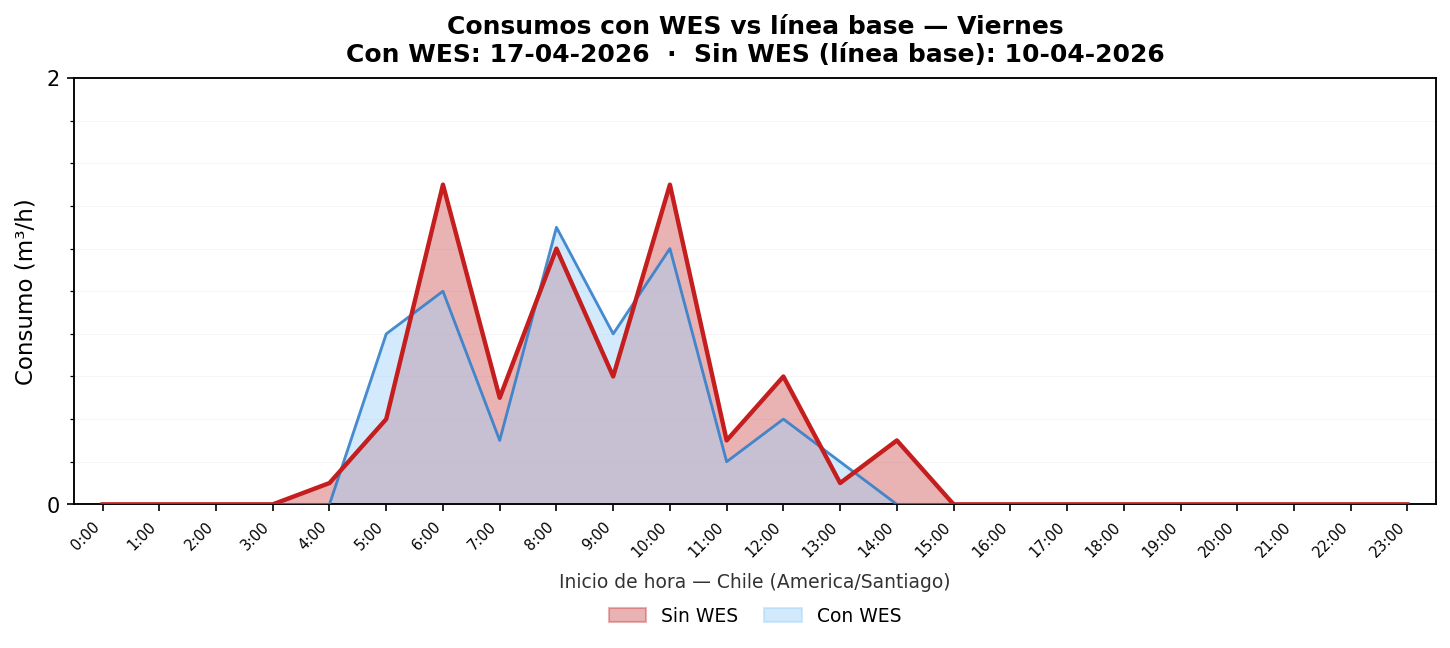 Consumos con WES vs línea base — Viernes
Con WES: 17-04-2026 · Sin WES (línea base): 10-04-2026
2
Consumo (m³/h)
0
0:00 1:00 2:00 3:00 4:00 5:00 6:00 7:00 8:00 9:00 10:00 11:00 12:00 13:00 14:00 15:00 16:00 17:00 18:00 19:00 20:00 21:00 22:00 23:00
Inicio de hora — Chile (America/Santiago)
Sin WES Con WES